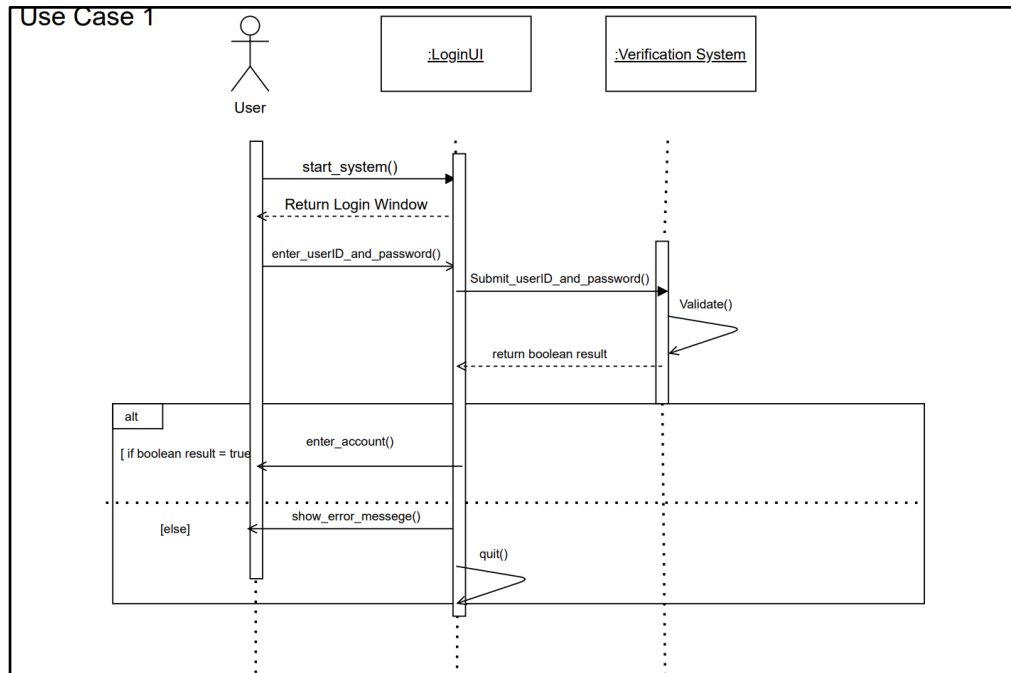 Use Case 1
:LoginUI
:Verification System
User
start_system()
Return Login Window
enter_userID_and_password()
Submit_userID_and_password()
Validate()
return boolean result
alt
enter_account()
[ if boolean result = true
show_error_messege()
[else]
quit()